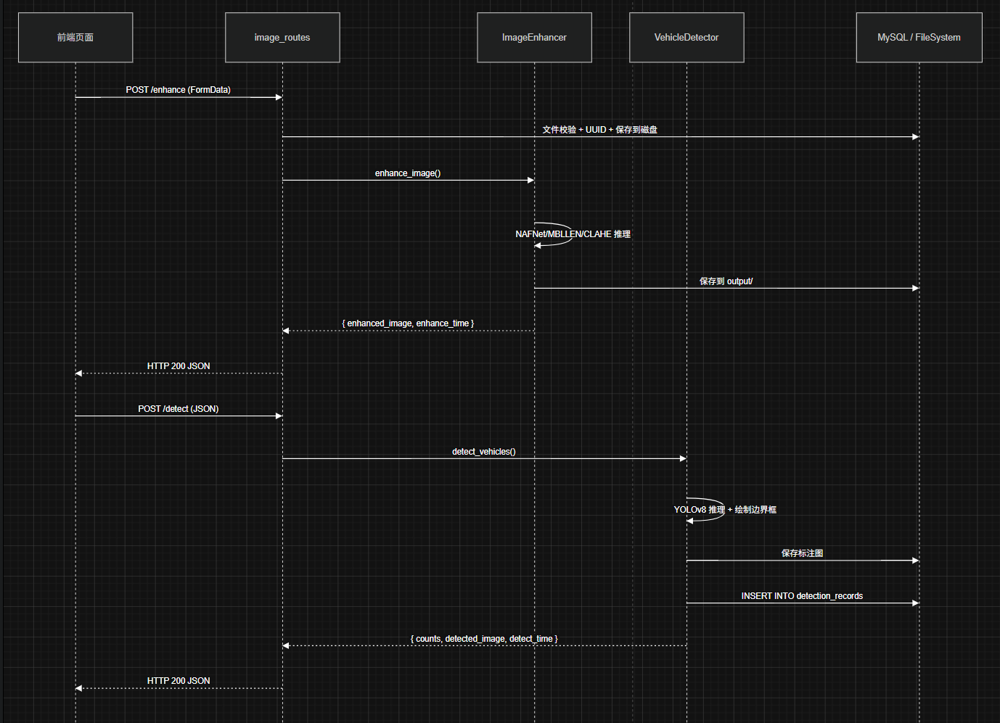 前端页面
image_routes
ImageEnhancer
VehicleDetector
MySQL / FileSystem
POST /enhance (FormData)
文件校验 + UUID + 保存到磁盘
enhance_image()
NAFNet/MBLLEN/CLAHE 推理
保存到 output/
{ enhanced_image, enhance_time }
HTTP 200 JSON
POST /detect (JSON)
detect_vehicles()
YOLOv8 推理 + 绘制边界框
保存标注图
INSERT INTO detection_records
{ counts, detected_image, detect_time }
HTTP 200 JSON